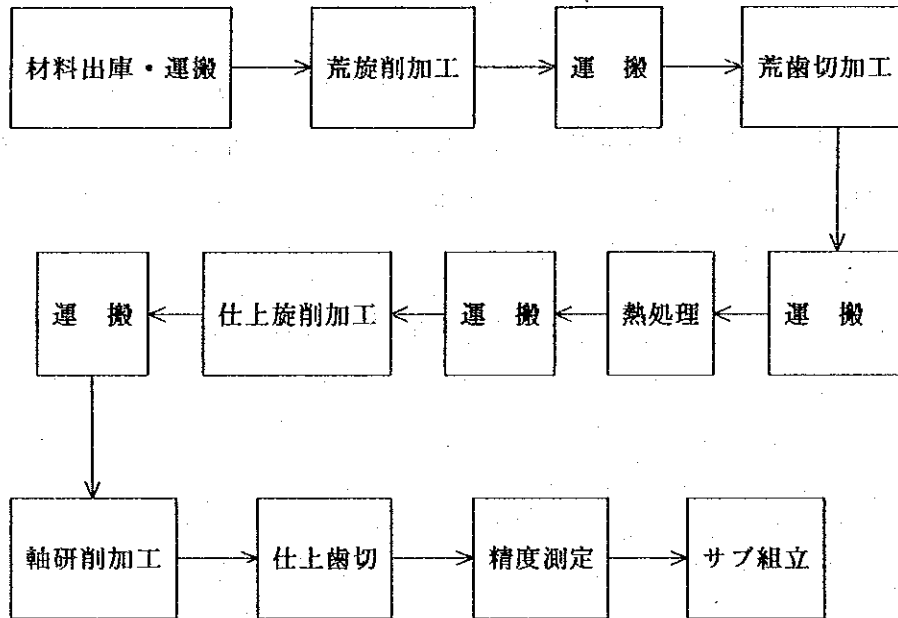 材料出庫・運搬
荒旋削加工
運搬
荒歯切加工
運搬
熱処理
運搬
仕上旋削加工
運搬
軸研削加工
仕上歯切
精度測定
サブ組立